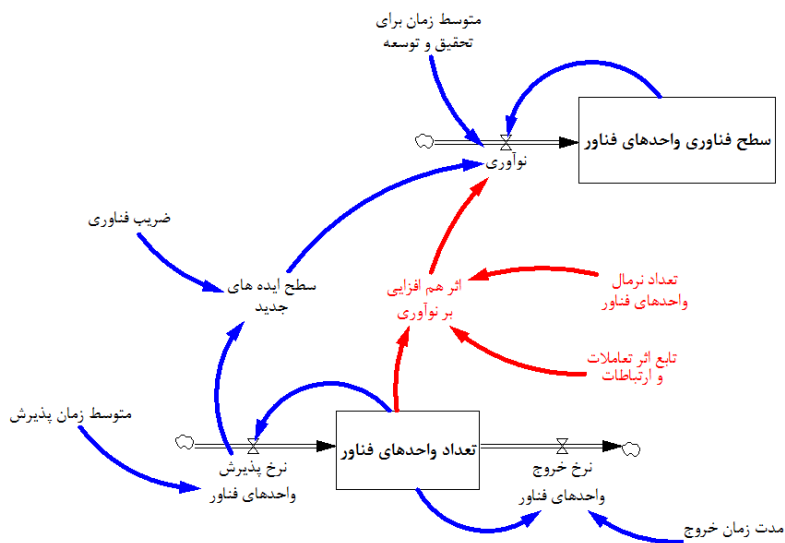 متوسط زمان برای
تحقیق و توسعه
سطح فناوری واحدهای فناور
نوآوری
ضریب فناوری
سطح ایده های
جدید
اثر هم افزایی
بر نوآوری
تعداد نرمال
واحدهای فناور
تابع اثر تعاملات
و ارتباطات
متوسط زمان پذیرش
نرخ پذیرش
واحدهای فناور
تعداد واحدهای فناور
نرخ خروج
واحدهای فناور
مدت زمان خروج